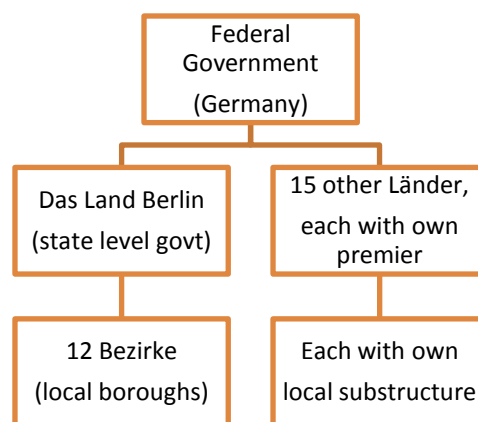 Federal
Government
(Germany)
Das Land Berlin
(state level govt)
15 other Länder,
each with own
premier
12 Bezirke
(local boroughs)
Each with own
local substructure